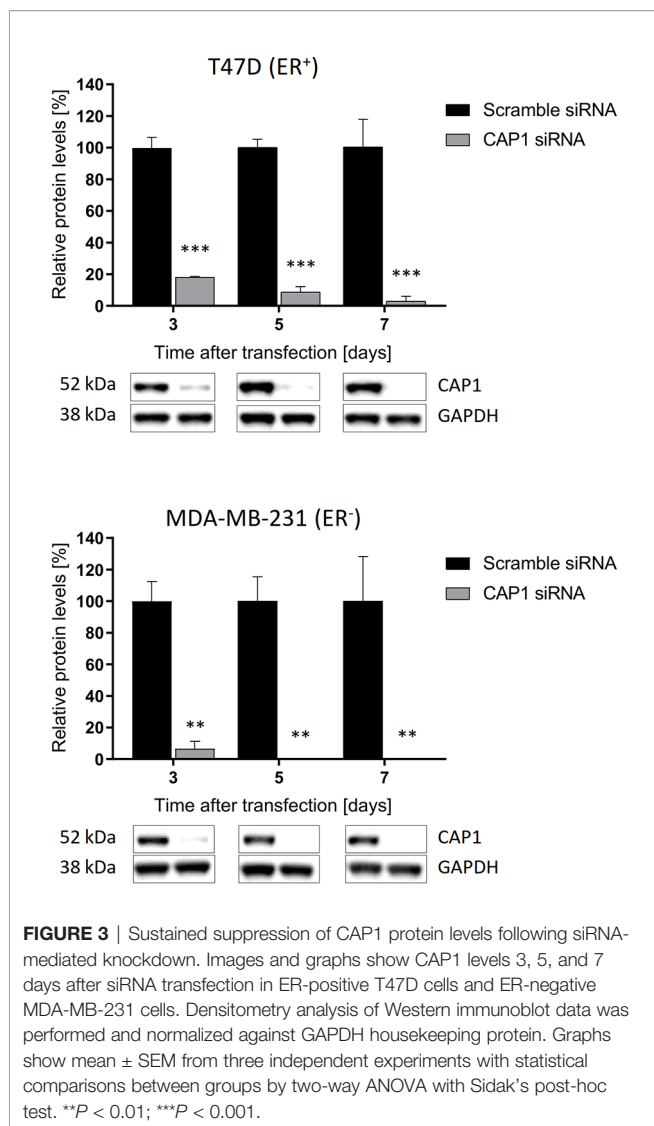 T47D (ER⁺)
140
120
100
80
60
40
20
0
Relative protein levels [%]
Scramble siRNA
CAP1 siRNA
***
***
***
3 5 7
Time after transfection [days]
52 kDa CAP1
38 kDa GAPDH
MDA-MB-231 (ER⁻)
140
120
100
80
60
40
20
0
Relative protein levels [%]
Scramble siRNA
CAP1 siRNA
**
**
**
3 5 7
Time after transfection [days]
52 kDa CAP1
38 kDa GAPDH
FIGURE 3 | Sustained suppression of CAP1 protein levels following siRNA-
mediated knockdown. Images and graphs show CAP1 levels 3, 5, and 7
days after siRNA transfection in ER-positive T47D cells and ER-negative
MDA-MB-231 cells. Densitometry analysis of Western immunoblot data was
performed and normalized against GAPDH housekeeping protein. Graphs
show mean ± SEM from three independent experiments with statistical
comparisons between groups by two-way ANOVA with Sidak's post-hoc
test. **P < 0.01; ***P < 0.001.